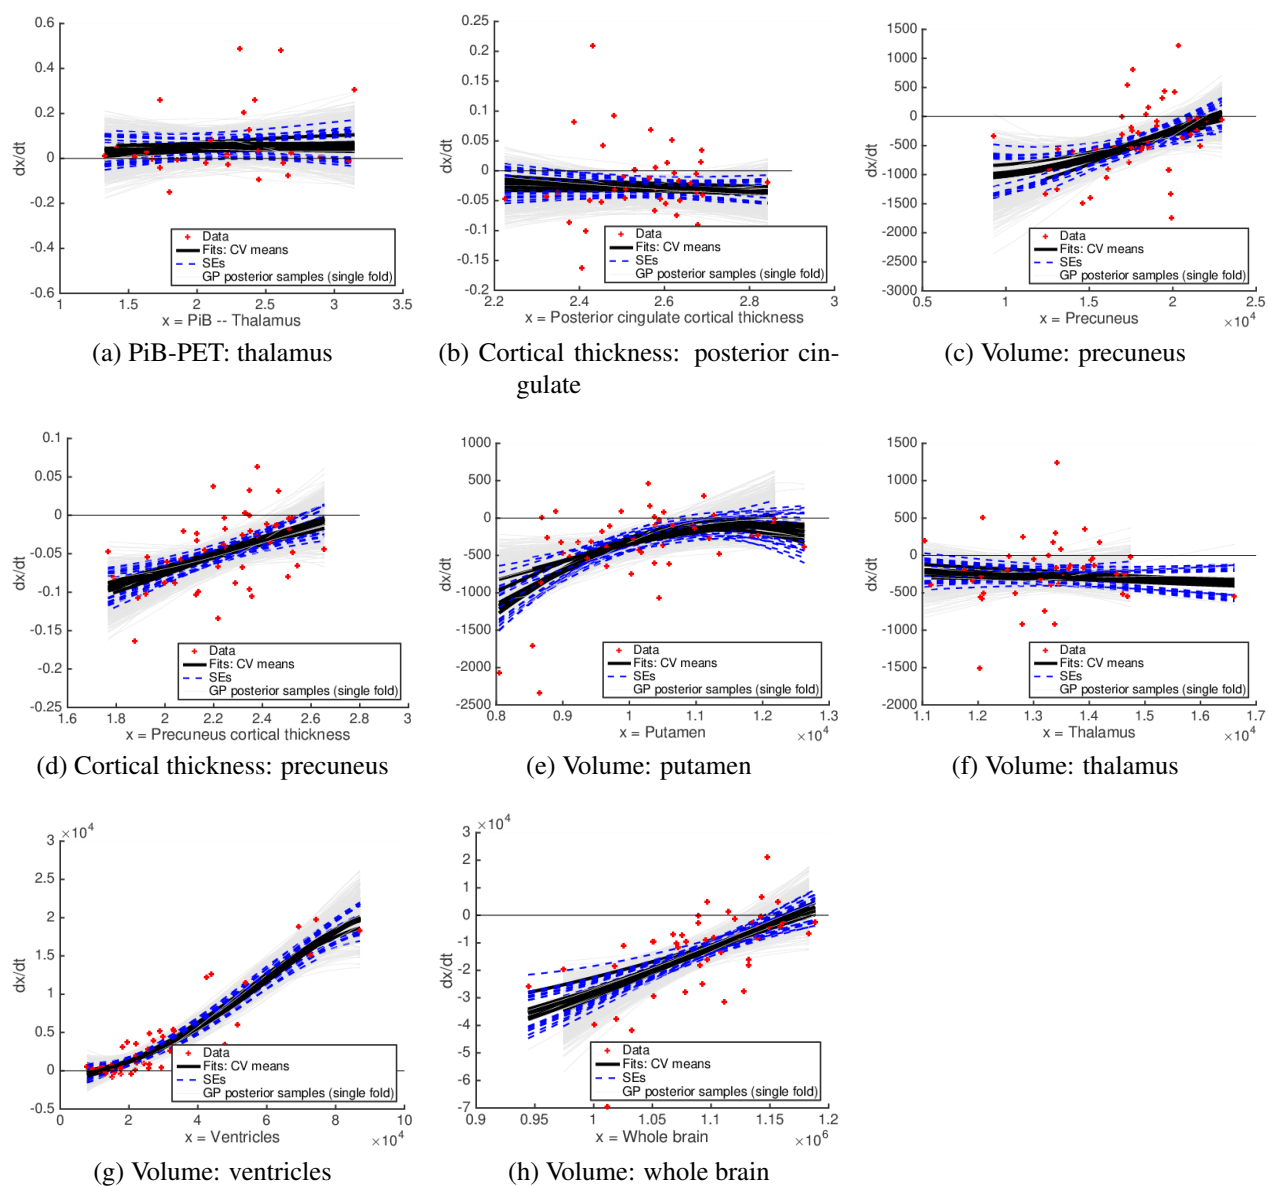 0.6
0.4
0.2
0
-0.2
-0.4
-0.6
dx/dt
Data
Fits: CV means
SEs
GP posterior samples (single fold)
1 1.5 2 2.5 3 3.5
x = PiB -- Thalamus
(a) PiB-PET: thalamus
0.25
0.2
0.15
0.1
0.05
0
-0.05
-0.1
-0.15
-0.2
dx/dt
Data
Fits: CV means
SEs
GP posterior samples (single fold)
2.2 2.4 2.6 2.8 3
x = Posterior cingulate cortical thickness
(b) Cortical thickness: posterior cin-
gulate
1500
1000
500
0
-500
-1000
-1500
-2000
-2500
-3000
dx/dt
Data
Fits: CV means
SEs
GP posterior samples (single fold)
0.5 1 1.5 2 2.5
x = Precuneus ×10⁴
(c) Volume: precuneus
0.1
0.05
0
-0.05
-0.1
-0.15
-0.2
-0.25
dx/dt
Data
Fits: CV means
SEs
GP posterior samples (single fold)
1.6 1.8 2 2.2 2.4 2.6 2.8 3
x = Precuneus cortical thickness
(d) Cortical thickness: precuneus
1000
500
0
-500
-1000
-1500
-2000
-2500
dx/dt
Data
Fits: CV means
SEs
GP posterior samples (single fold)
0.8 0.9 1 1.1 1.2 1.3
x = Putamen ×10⁴
(e) Volume: putamen
1500
1000
500
0
-500
-1000
-1500
-2000
dx/dt
Data
Fits: CV means
SEs
GP posterior samples (single fold)
1.1 1.2 1.3 1.4 1.5 1.6 1.7
x = Thalamus ×10⁴
(f) Volume: thalamus
×10⁴
3
2.5
2
1.5
1
0.5
0
-0.5
dx/dt
Data
Fits: CV means
SEs
GP posterior samples (single fold)
0 2 4 6 8 10
x = Ventricles ×10⁴
(g) Volume: ventricles
×10⁴
3
2
1
0
-1
-2
-3
-4
-5
-6
-7
dx/dt
Data
Fits: CV means
SEs
GP posterior samples (single fold)
0.9 0.95 1 1.05 1.1 1.15 1.2
x = Whole brain ×10⁶
(h) Volume: whole brain